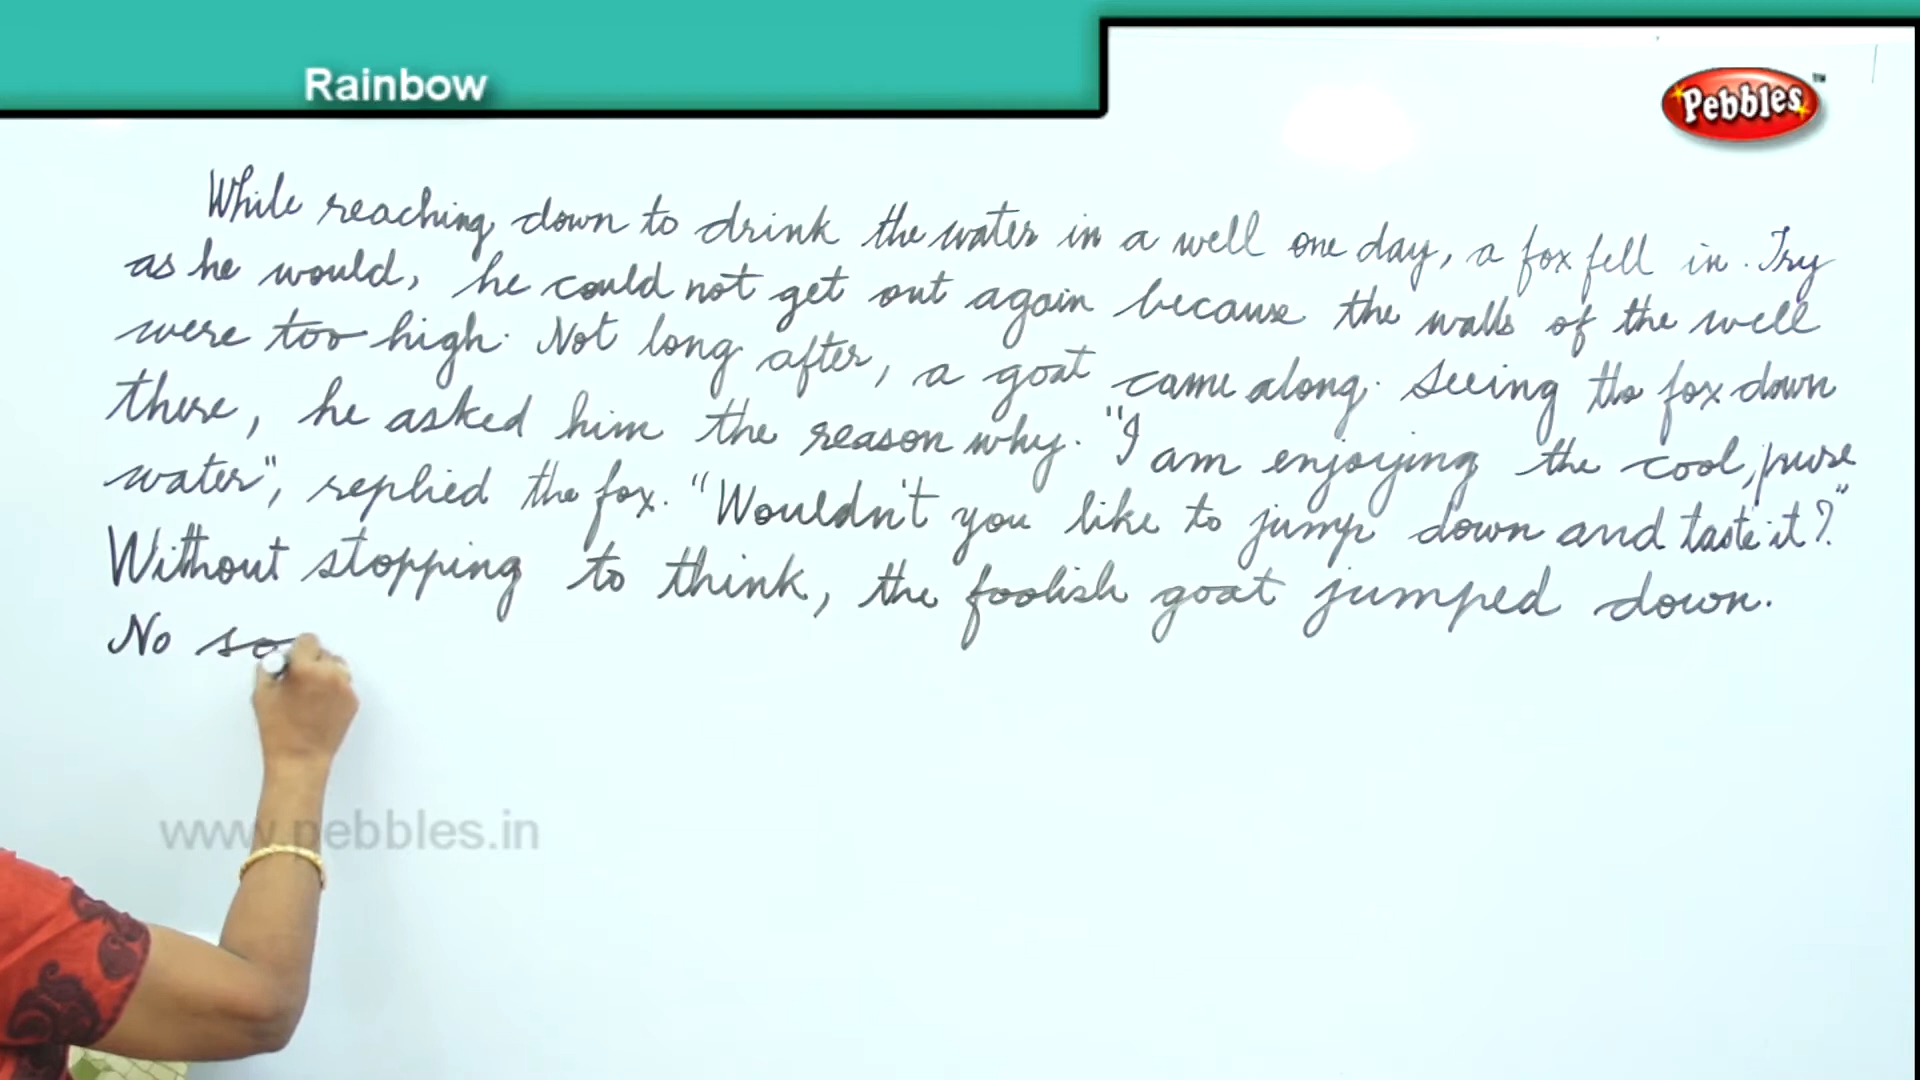 Rainbow
Pebbles™
While reaching down to drink the water in a well one day, a fox fell in. Try
as he would, he could not get out again because the walls of the well
were too high. Not long after, a goat came along. Seeing the fox down
there, he asked him the reason why. "I am enjoying the cool, pure
water", replied the fox. "Wouldn't you like to jump down and taste it?"
Without stopping to think, the foolish goat jumped down.
No so
www.pebbles.in